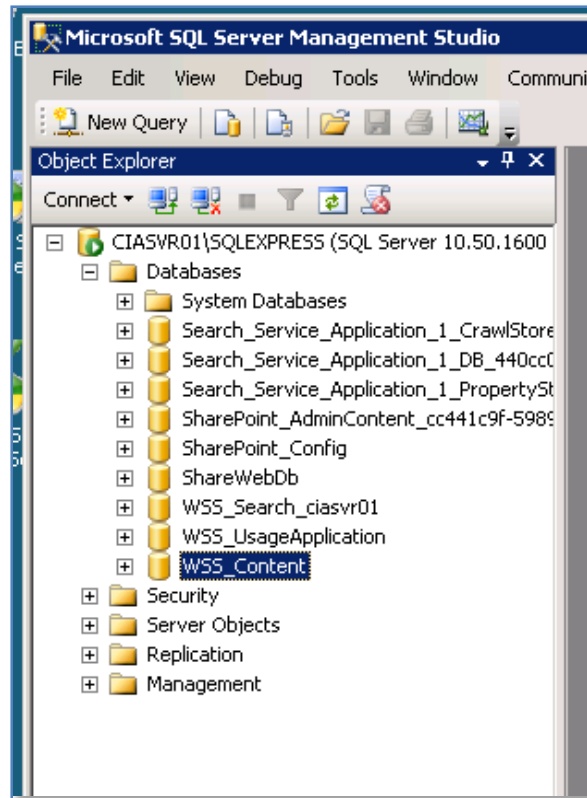 Microsoft SQL Server Management Studio
File Edit View Debug Tools Window Communi
New Query
Object Explorer
Connect
CIASVR01\SQLEXPRESS (SQL Server 10.50.1600
Databases
System Databases
Search_Service_Application_1_CrawlStore
Search_Service_Application_1_DB_440cc0
Search_Service_Application_1_PropertySt
SharePoint_AdminContent_cc441c9f-5989
SharePoint_Config
ShareWebDb
WSS_Search_ciasvr01
WSS_UsageApplication
WSS_Content
Security
Server Objects
Replication
Management